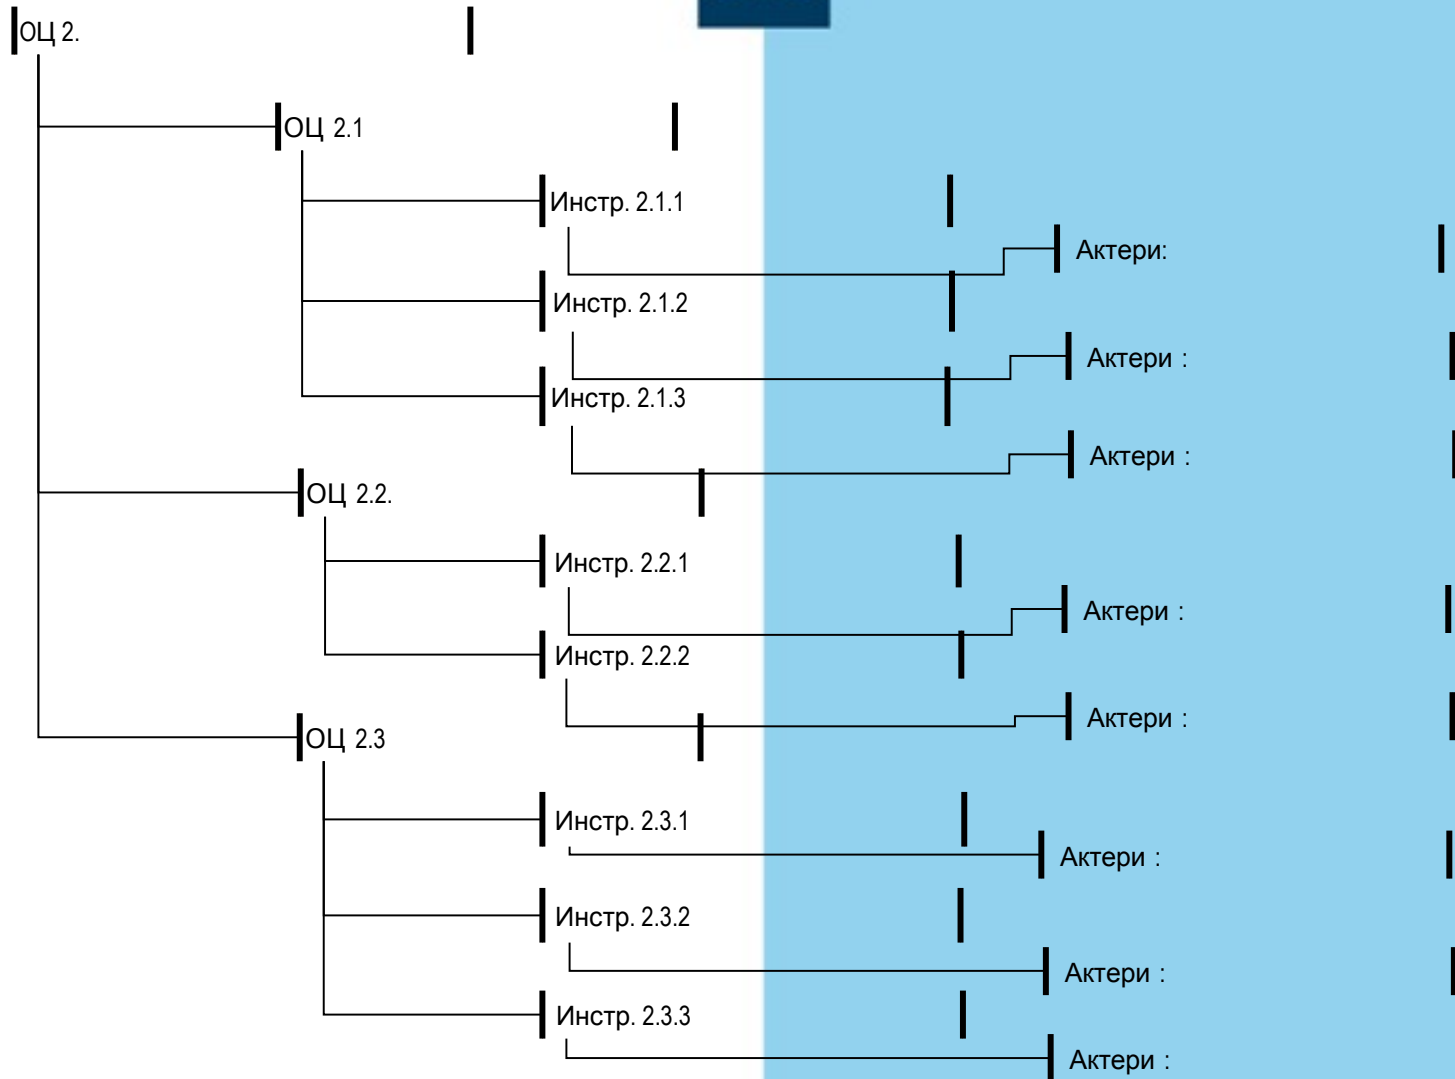 ОЦ 2.
ОЦ 2.1
Инстр. 2.1.1
Актери:
Инстр. 2.1.2
Актери :
Инстр. 2.1.3
Актери :
ОЦ 2.2.
Инстр. 2.2.1
Актери :
Инстр. 2.2.2
Актери :
ОЦ 2.3
Инстр. 2.3.1
Актери :
Инстр. 2.3.2
Актери :
Инстр. 2.3.3
Актери :